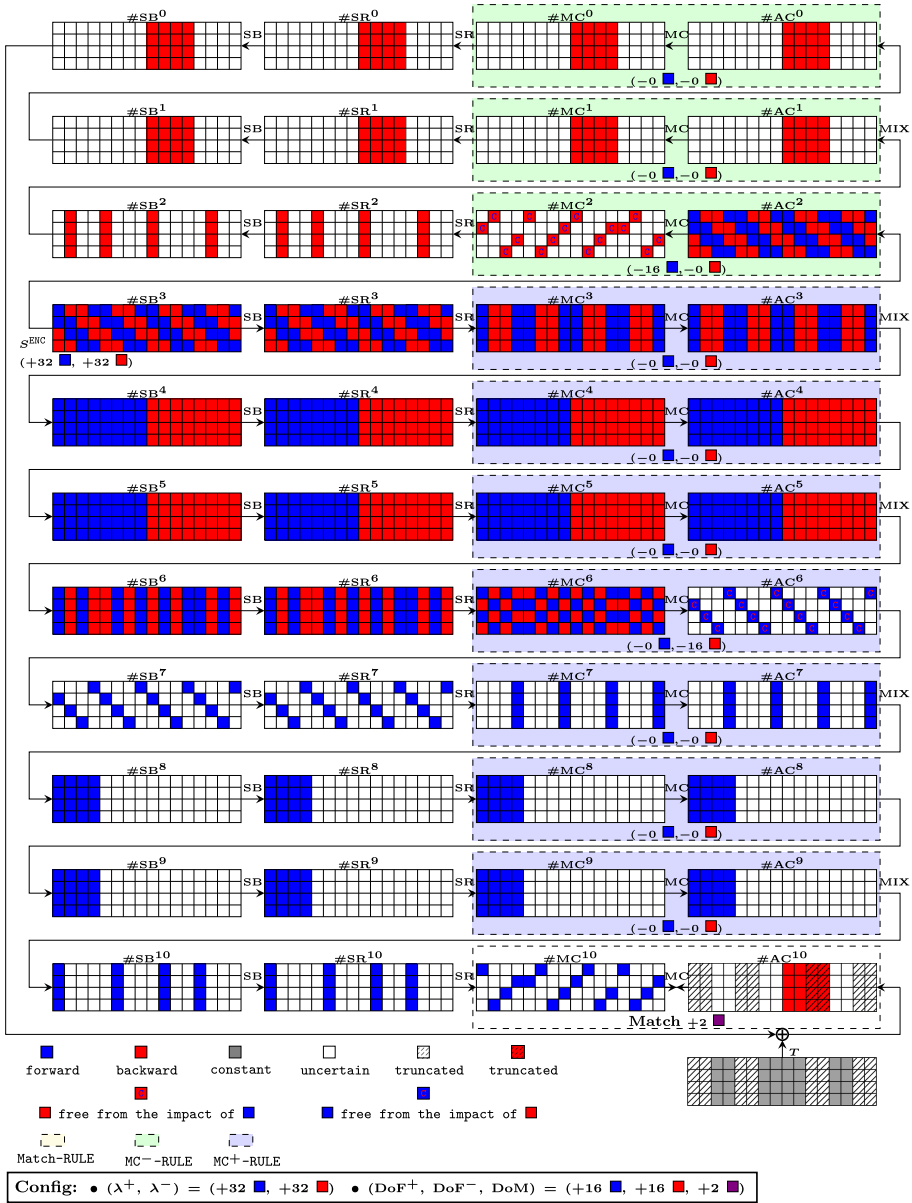 #SB⁰ #SR⁰ #MC⁰ #AC⁰
SB SR MC
(−0 ,−0 )
#SB¹ #SR¹ #MC¹ #AC¹
SB SR MC MIX
(−0 ,−0 )
#SB² #SR² #MC² #AC²
SB SR MC
(−16 ,−0 )
#SB³ #SR³ #MC³ #AC³
SB SR MC MIX
S^ENC
(+32 , +32 )
(−0 ,−0 )
#SB⁴ #SR⁴ #MC⁴ #AC⁴
SB SR MC
(−0 ,−0 )
#SB⁵ #SR⁵ #MC⁵ #AC⁵
SB SR MC MIX
(−0 ,−0 )
#SB⁶ #SR⁶ #MC⁶ #AC⁶
SB SR MC
(−0 ,−16 )
#SB⁷ #SR⁷ #MC⁷ #AC⁷
SB SR MC MIX
(−0 ,−0 )
#SB⁸ #SR⁸ #MC⁸ #AC⁸
SB SR MC
(−0 ,−0 )
#SB⁹ #SR⁹ #MC⁹ #AC⁹
SB SR MC MIX
(−0 ,−0 )
#SB¹⁰ #SR¹⁰ #MC¹⁰ #AC¹⁰
SB SR MC
Match +2
T
forward backward constant uncertain truncated truncated
C C
free from the impact of free from the impact of
Match-RULE MC−-RULE MC+-RULE
Config: • (λ⁺, λ⁻) = (+32 , +32 ) • (DoF⁺, DoF⁻, DoM) = (+16 , +16 , +2 )